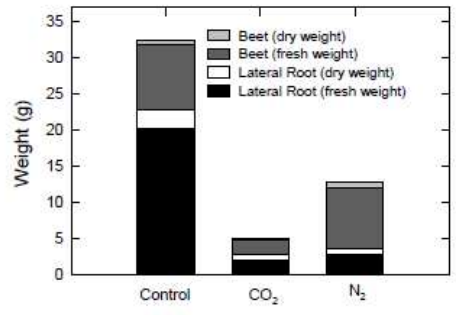 35
30
25
20
15
10
5
0
Weight (g)
Beet (dry weight)
Beet (fresh weight)
Lateral Root (dry weight)
Lateral Root (fresh weight)
Control
CO₂
N₂